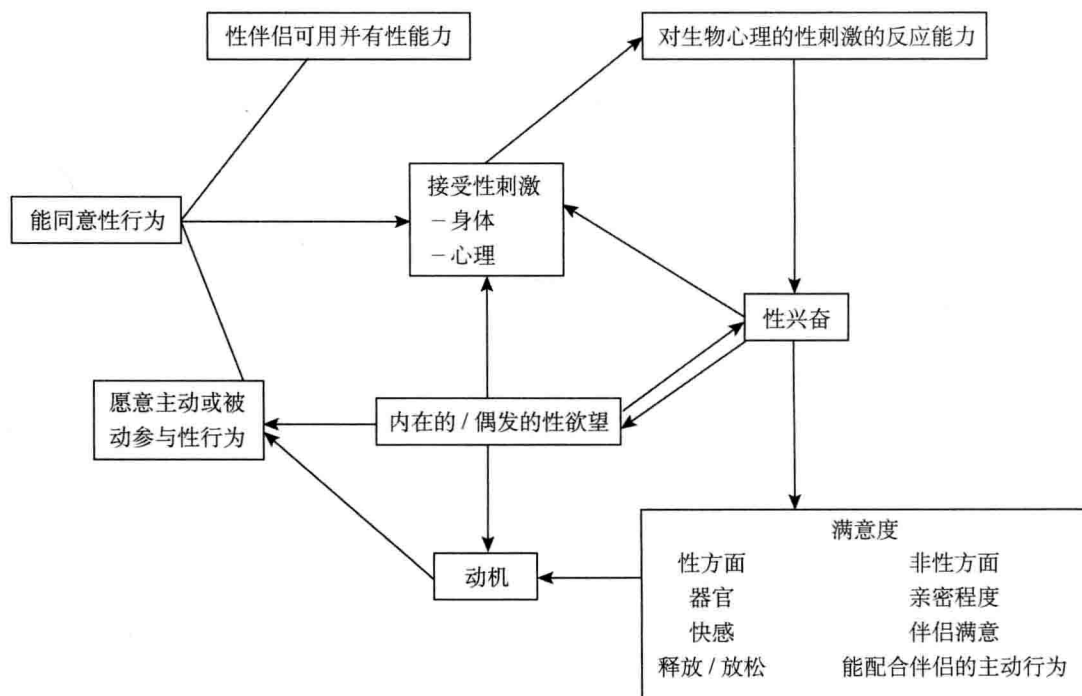 性伴侣可用并有性能力
对生物心理的性刺激的反应能力
接受性刺激
– 身体
– 心理
能同意性行为
性兴奋
愿意主动或被
动参与性行为
内在的 / 偶发的性欲望
满意度
性方面 非性方面
器官 亲密程度
快感 伴侣满意
释放 / 放松 能配合伴侣的主动行为
动机